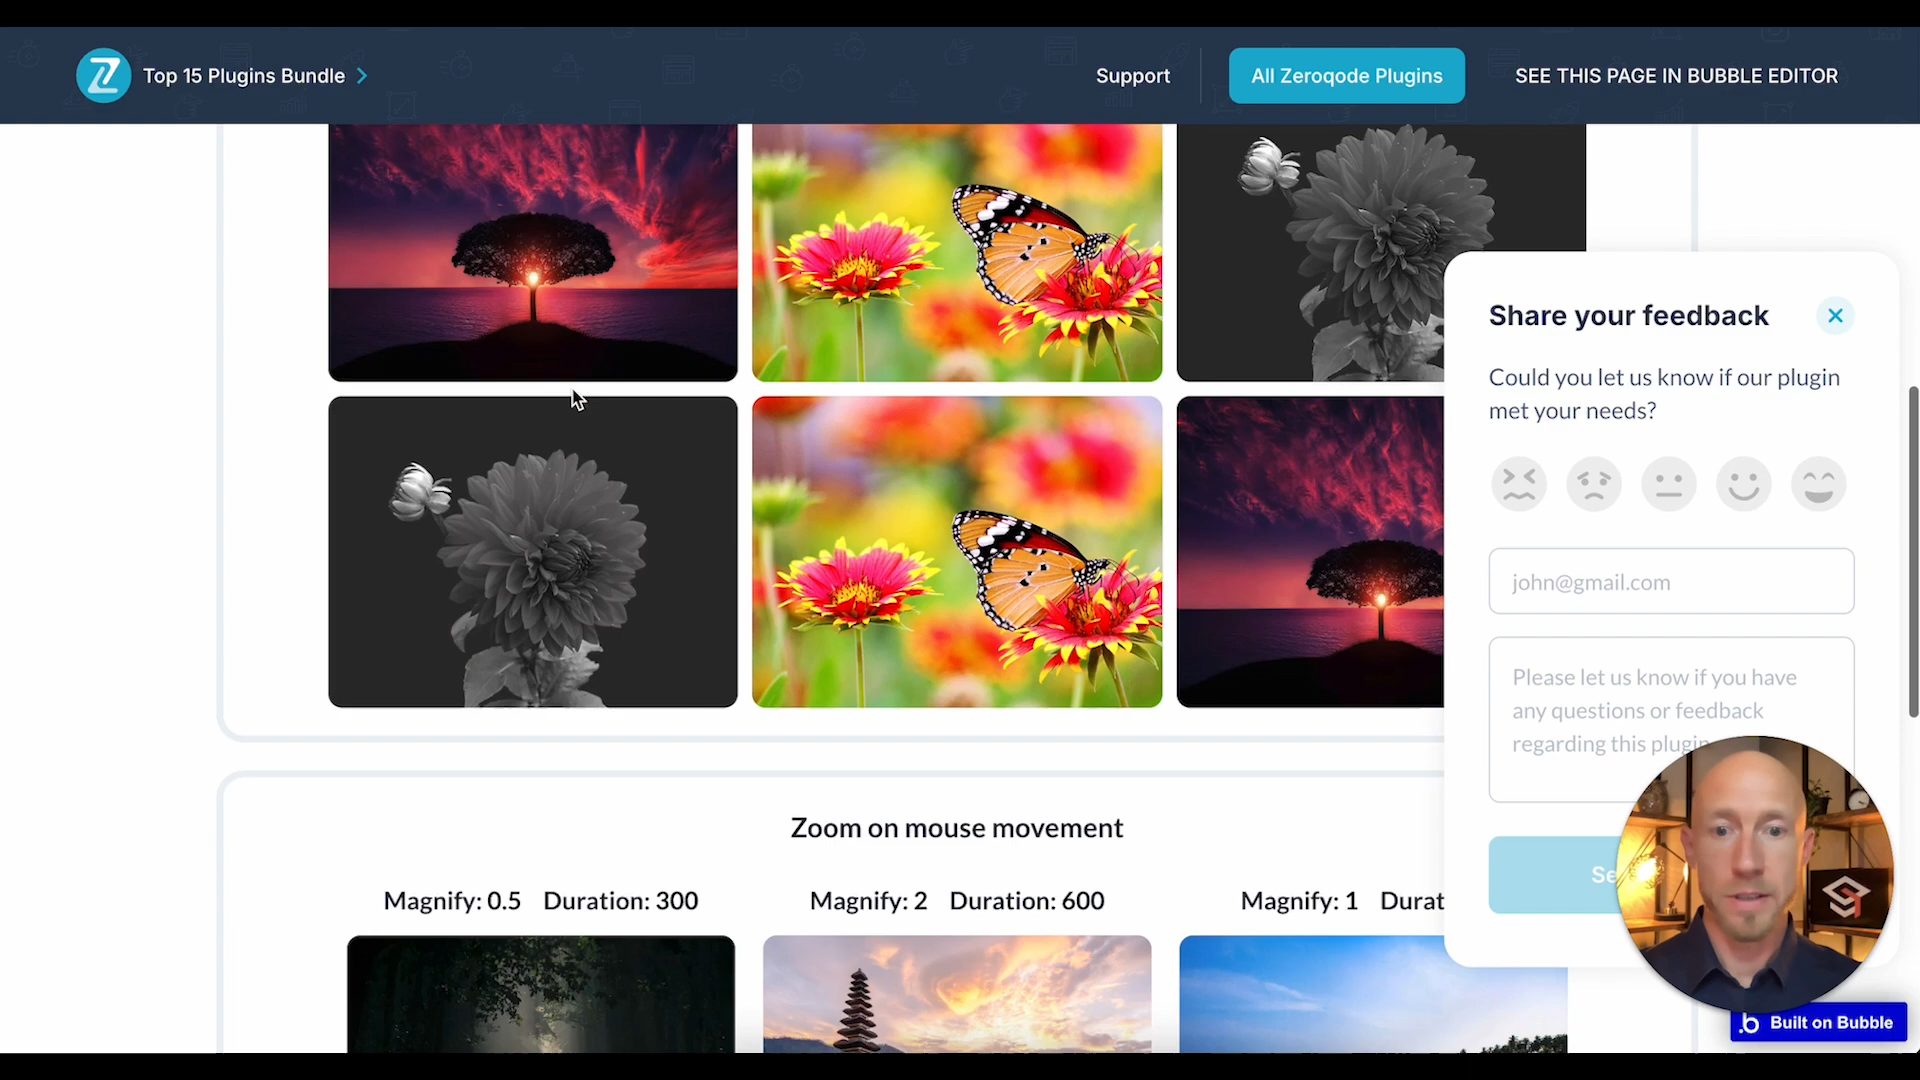 Top 15 Plugins Bundle
Support
All Zeroqode Plugins
SEE THIS PAGE IN BUBBLE EDITOR
Share your feedback
Could you let us know if our plugin
met your needs?
john@gmail.com
Please let us know if you have
any questions or feedback
regarding this plugin
Zoom on mouse movement
Magnify: 0.5 Duration: 300
Magnify: 2 Duration: 600
Magnify: 1
Built on Bubble